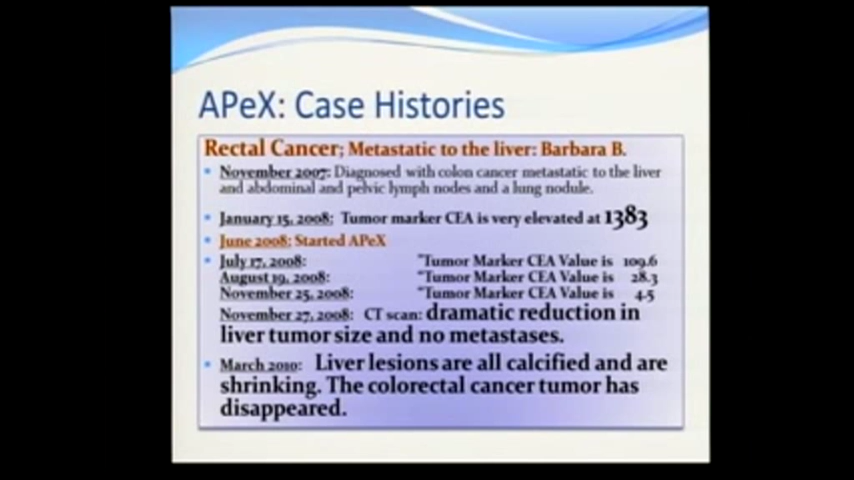 APeX: Case Histories
Rectal Cancer; Metastatic to the liver: Barbara B.
November 2007: Diagnosed with colon cancer metastatic to the liver
and abdominal and pelvic lymph nodes and a lung nodule.
January 15, 2008: Tumor marker CEA is very elevated at 1383
June 2008: Started APeX
July 17, 2008: "Tumor Marker CEA Value is 109.6
August 19, 2008: "Tumor Marker CEA Value is 28.3
November 25, 2008: "Tumor Marker CEA Value is 4.5
November 27, 2008: CT scan: dramatic reduction in
liver tumor size and no metastases.
March 2010: Liver lesions are all calcified and are
shrinking. The colorectal cancer tumor has
disappeared.